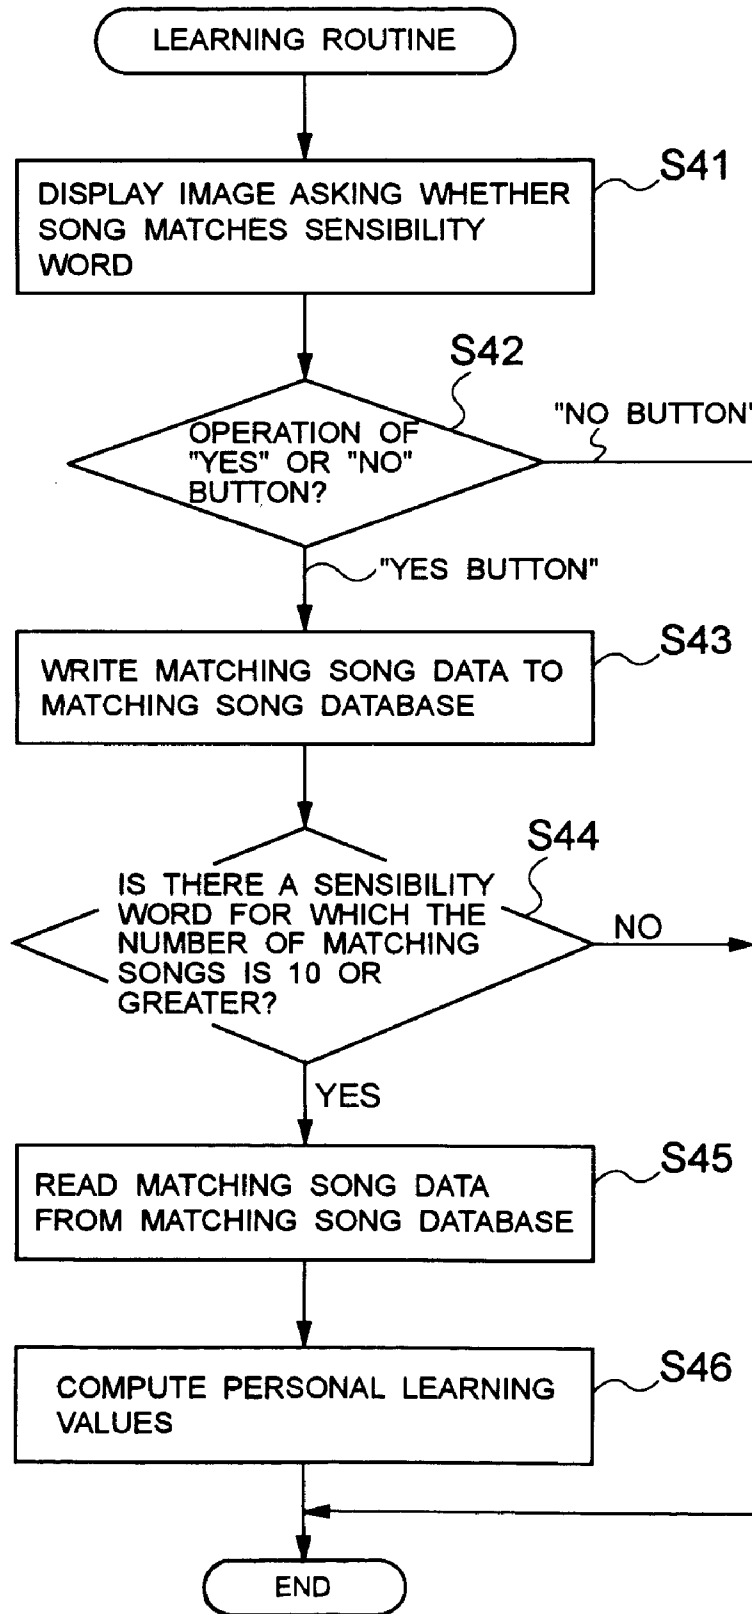 LEARNING ROUTINE
S41
DISPLAY IMAGE ASKING WHETHER
SONG MATCHES SENSIBILITY
WORD
S42
"NO BUTTON"
OPERATION OF
"YES" OR "NO"
BUTTON?
"YES BUTTON"
S43
WRITE MATCHING SONG DATA TO
MATCHING SONG DATABASE
S44
IS THERE A SENSIBILITY
WORD FOR WHICH THE
NUMBER OF MATCHING
SONGS IS 10 OR
GREATER?
NO
YES
S45
READ MATCHING SONG DATA
FROM MATCHING SONG DATABASE
S46
COMPUTE PERSONAL LEARNING
VALUES
END